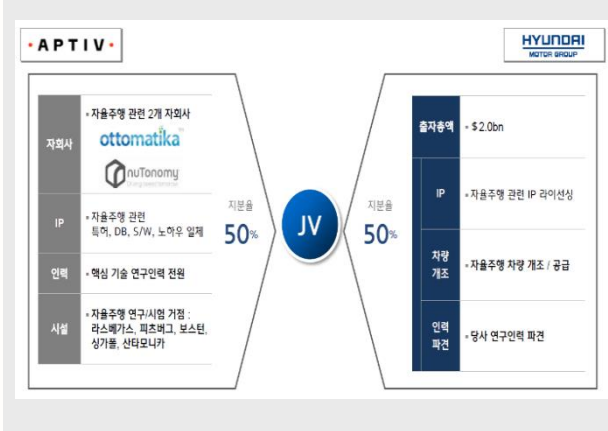 · A P T I V ·
HYUNDAI
MOTOR GROUP
자회사
▪ 자율주행 관련 2개 자회사
ottomatika
nuTonomy
IP
▪ 자율주행 관련
특허, DB, S/W, 노하우 일체
인력
▪ 핵심 기술 연구인력 전원
시설
▪ 자율주행 연구/시험 거점 :
라스베가스, 피츠버그, 보스턴,
싱가폴, 산타모니카
지분율
50%
JV
지분율
50%
출자총액
▪ $ 2.0bn
IP
▪ 자율주행 관련 IP 라이선싱
차량
개조
▪ 자율주행 차량 개조 / 공급
인력
파견
▪ 당사 연구인력 파견